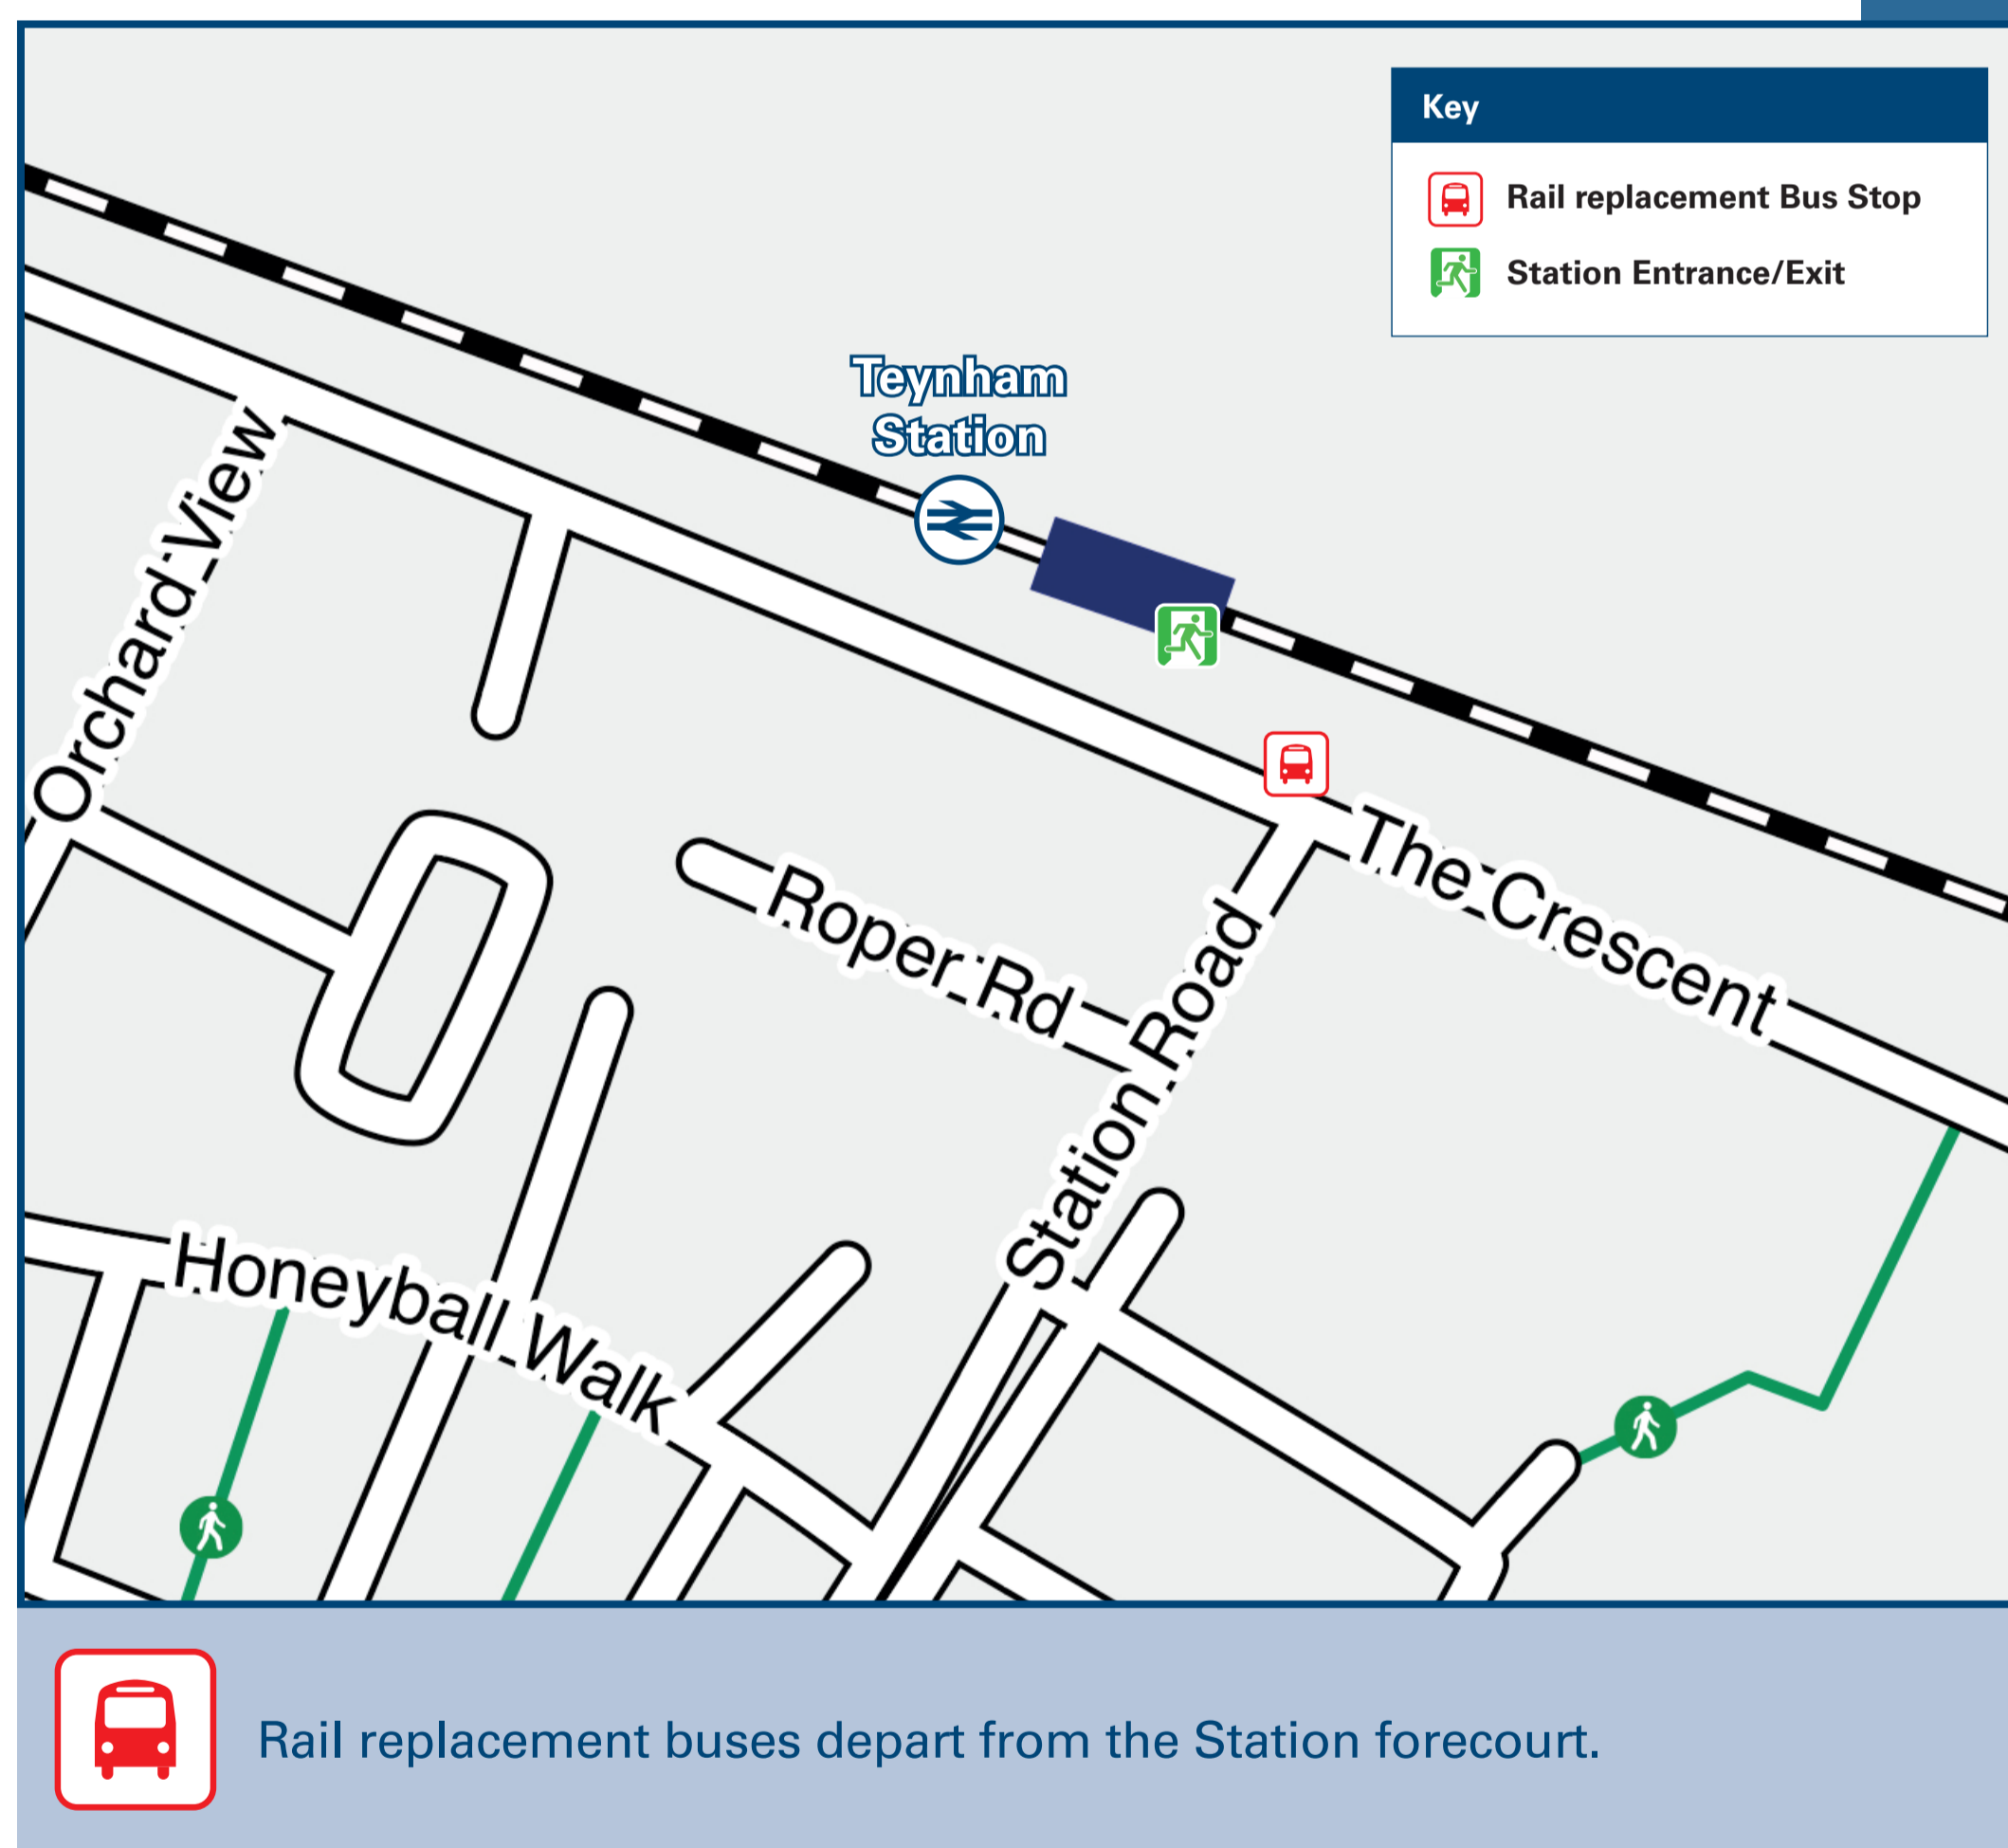 Key
Rail replacement Bus Stop
Station Entrance/Exit
Teynham
Station
Orchard View
Roper Rd
The Crescent
Station Road
Honeyball Walk
Rail replacement buses depart from the Station forecourt.